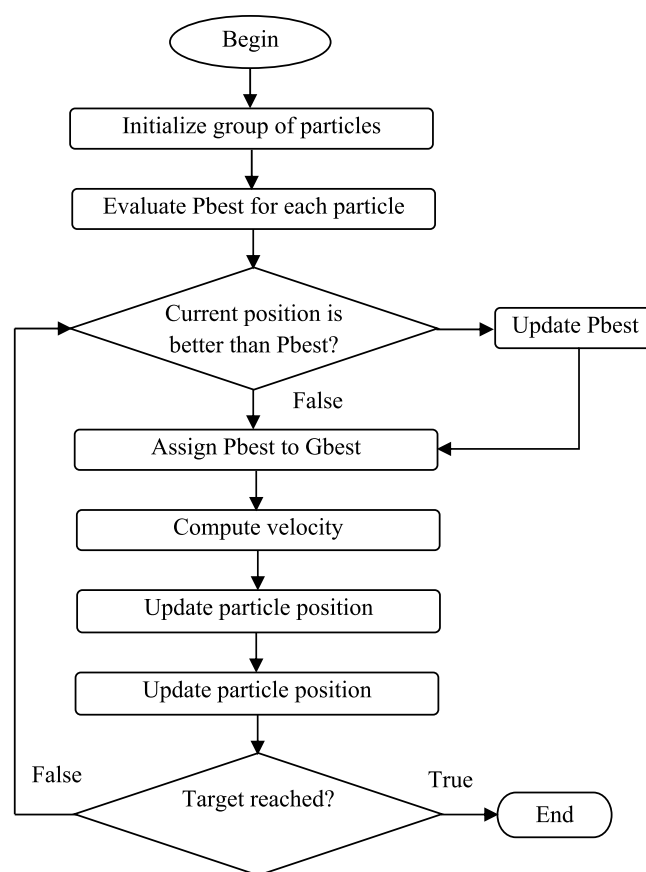 Begin
Initialize group of particles
Evaluate Pbest for each particle
Current position is
better than Pbest?
Update Pbest
False
Assign Pbest to Gbest
Compute velocity
Update particle position
Update particle position
False
Target reached?
True
End